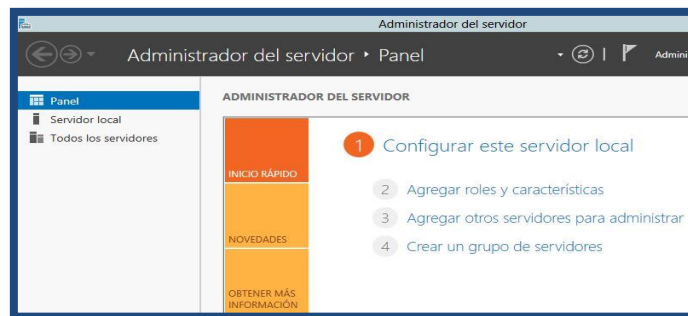 Administrador del servidor
Administrador del servidor ‣ Panel
Panel
Servidor local
Todos los servidores
ADMINISTRADOR DEL SERVIDOR
INICIO RÁPIDO
NOVEDADES
OBTENER MÁS
INFORMACIÓN
1 Configurar este servidor local
2 Agregar roles y características
3 Agregar otros servidores para administrar
4 Crear un grupo de servidores